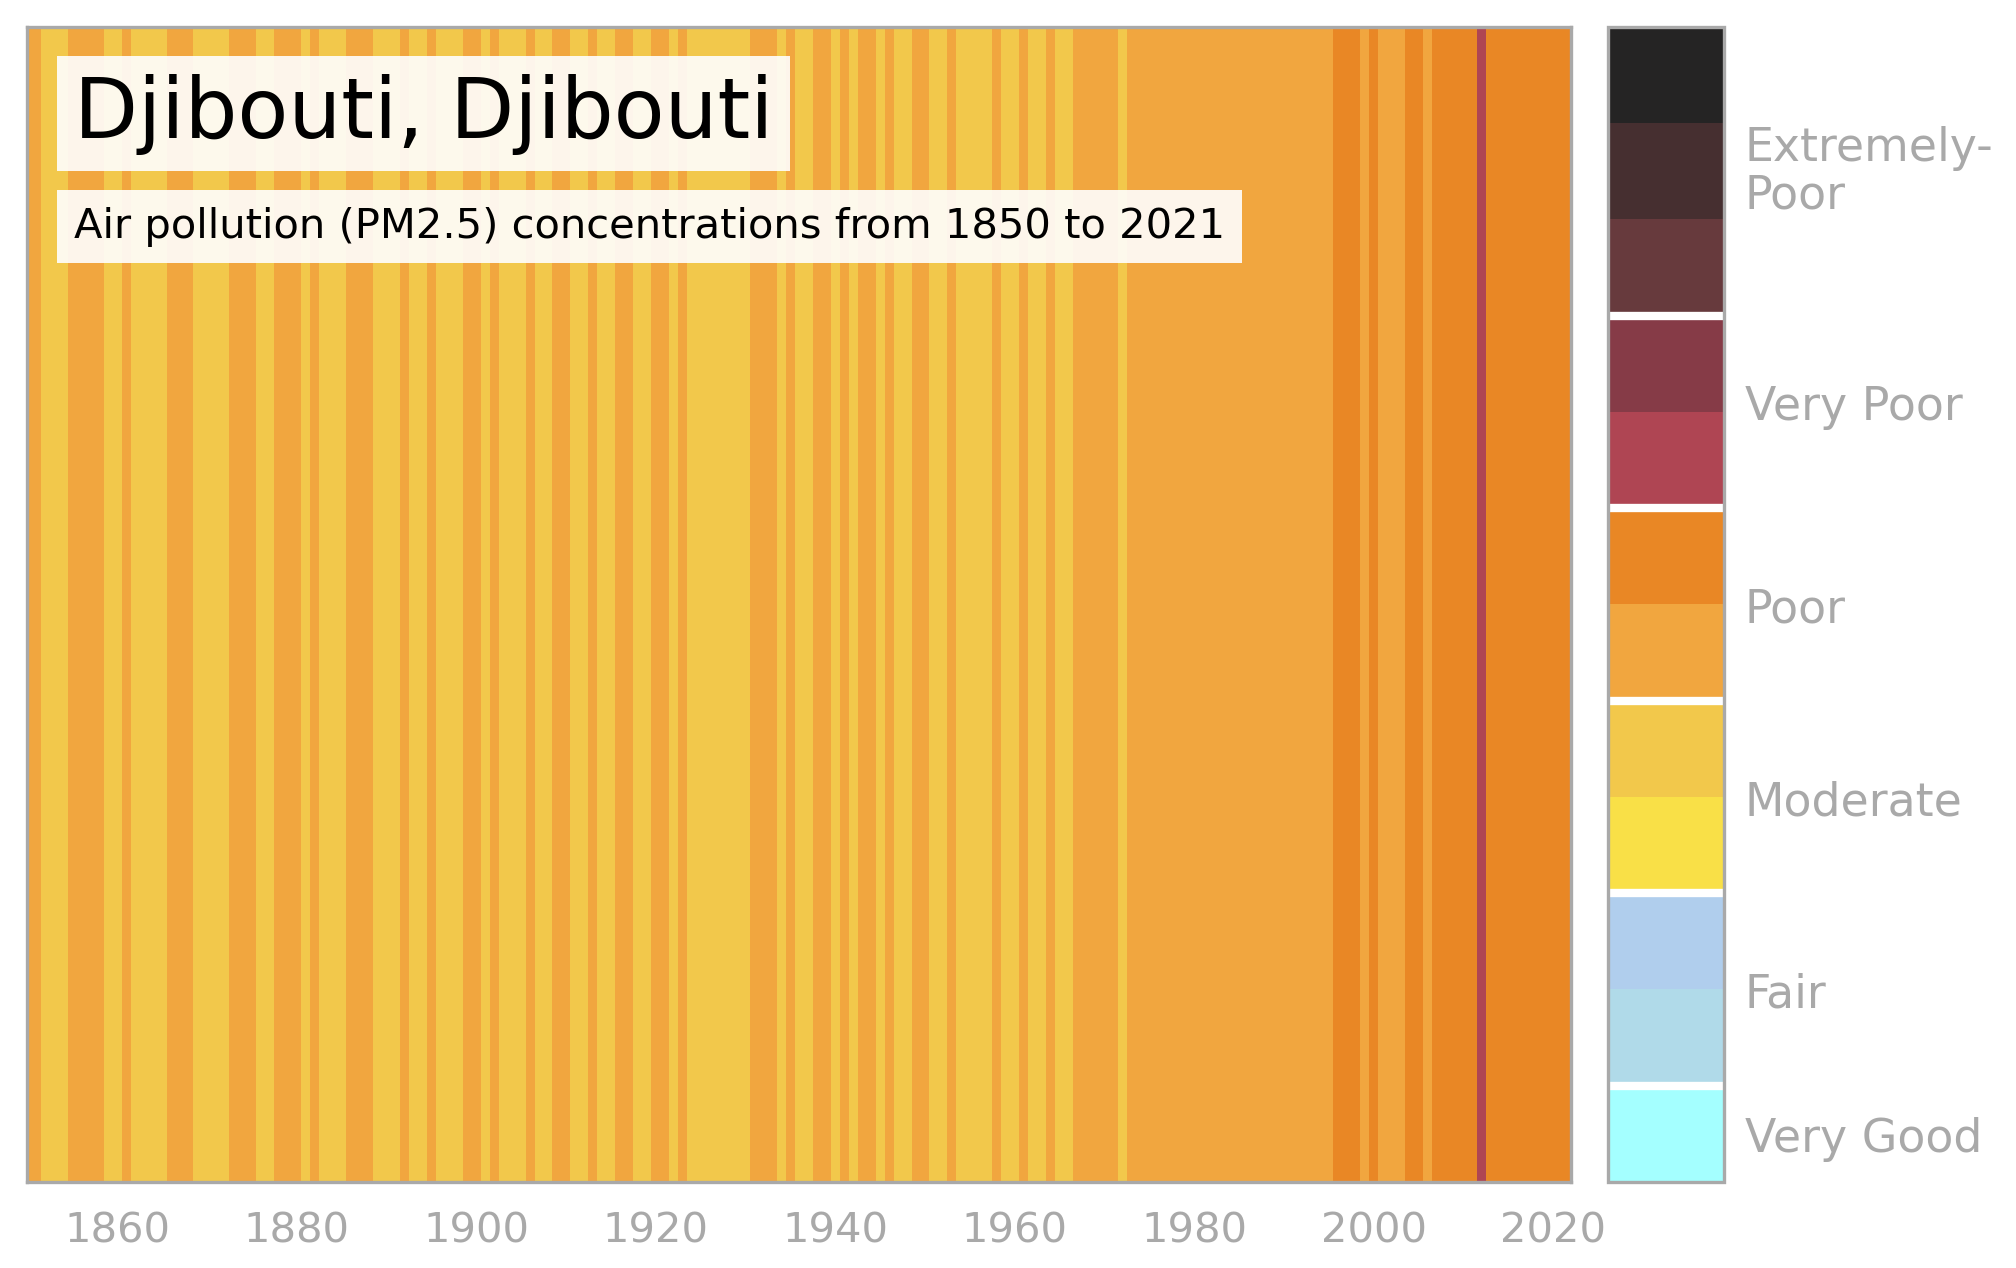 Djibouti, Djibouti
Air pollution (PM2.5) concentrations from 1850 to 2021
Extremely-
Poor
Very Poor
Poor
Moderate
Fair
Very Good
1860 1880 1900 1920 1940 1960 1980 2000 2020